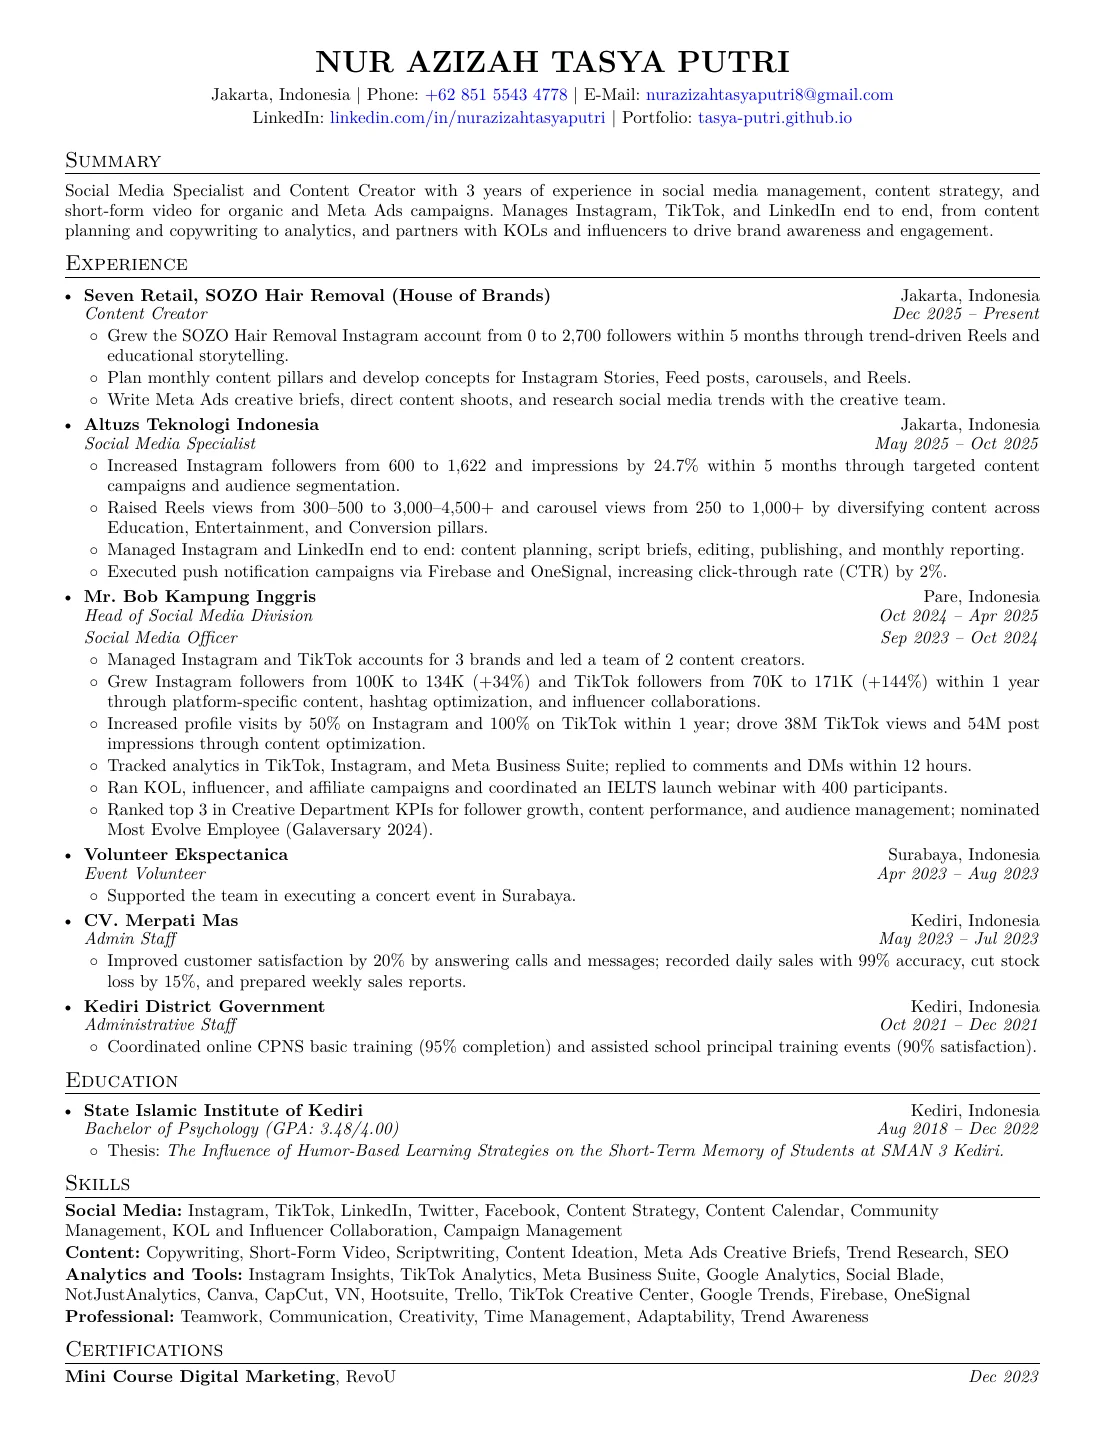 NUR AZIZAH TASYA PUTRI
Jakarta, Indonesia | Phone: +62 851 5543 4778 | E-Mail: nurazizahtasyaputri8@gmail.com
LinkedIn: linkedin.com/in/nurazizahtasyaputri | Portfolio: tasya-putri.github.io
Summary
Social Media Specialist and Content Creator with 3 years of experience in social media management, content strategy, and
short-form video for organic and Meta Ads campaigns. Manages Instagram, TikTok, and LinkedIn end to end, from content
planning and copywriting to analytics, and partners with KOLs and influencers to drive brand awareness and engagement.
Experience
• Seven Retail, SOZO Hair Removal (House of Brands) Jakarta, Indonesia
Content Creator Dec 2025 – Present
◦ Grew the SOZO Hair Removal Instagram account from 0 to 2,700 followers within 5 months through trend-driven Reels and
educational storytelling.
◦ Plan monthly content pillars and develop concepts for Instagram Stories, Feed posts, carousels, and Reels.
◦ Write Meta Ads creative briefs, direct content shoots, and research social media trends with the creative team.
• Altuzs Teknologi Indonesia Jakarta, Indonesia
Social Media Specialist May 2025 – Oct 2025
◦ Increased Instagram followers from 600 to 1,622 and impressions by 24.7% within 5 months through targeted content
campaigns and audience segmentation.
◦ Raised Reels views from 300–500 to 3,000–4,500+ and carousel views from 250 to 1,000+ by diversifying content across
Education, Entertainment, and Conversion pillars.
◦ Managed Instagram and LinkedIn end to end: content planning, script briefs, editing, publishing, and monthly reporting.
◦ Executed push notification campaigns via Firebase and OneSignal, increasing click-through rate (CTR) by 2%.
• Mr. Bob Kampung Inggris Pare, Indonesia
Head of Social Media Division Oct 2024 – Apr 2025
Social Media Officer Sep 2023 – Oct 2024
◦ Managed Instagram and TikTok accounts for 3 brands and led a team of 2 content creators.
◦ Grew Instagram followers from 100K to 134K (+34%) and TikTok followers from 70K to 171K (+144%) within 1 year
through platform-specific content, hashtag optimization, and influencer collaborations.
◦ Increased profile visits by 50% on Instagram and 100% on TikTok within 1 year; drove 38M TikTok views and 54M post
impressions through content optimization.
◦ Tracked analytics in TikTok, Instagram, and Meta Business Suite; replied to comments and DMs within 12 hours.
◦ Ran KOL, influencer, and affiliate campaigns and coordinated an IELTS launch webinar with 400 participants.
◦ Ranked top 3 in Creative Department KPIs for follower growth, content performance, and audience management; nominated
Most Evolve Employee (Galaversary 2024).
• Volunteer Ekspectanica Surabaya, Indonesia
Event Volunteer Apr 2023 – Aug 2023
◦ Supported the team in executing a concert event in Surabaya.
• CV. Merpati Mas Kediri, Indonesia
Admin Staff May 2023 – Jul 2023
◦ Improved customer satisfaction by 20% by answering calls and messages; recorded daily sales with 99% accuracy, cut stock
loss by 15%, and prepared weekly sales reports.
• Kediri District Government Kediri, Indonesia
Administrative Staff Oct 2021 – Dec 2021
◦ Coordinated online CPNS basic training (95% completion) and assisted school principal training events (90% satisfaction).
Education
• State Islamic Institute of Kediri Kediri, Indonesia
Bachelor of Psychology (GPA: 3.48/4.00) Aug 2018 – Dec 2022
◦ Thesis: The Influence of Humor-Based Learning Strategies on the Short-Term Memory of Students at SMAN 3 Kediri.
Skills
Social Media: Instagram, TikTok, LinkedIn, Twitter, Facebook, Content Strategy, Content Calendar, Community
Management, KOL and Influencer Collaboration, Campaign Management
Content: Copywriting, Short-Form Video, Scriptwriting, Content Ideation, Meta Ads Creative Briefs, Trend Research, SEO
Analytics and Tools: Instagram Insights, TikTok Analytics, Meta Business Suite, Google Analytics, Social Blade,
NotJustAnalytics, Canva, CapCut, VN, Hootsuite, Trello, TikTok Creative Center, Google Trends, Firebase, OneSignal
Professional: Teamwork, Communication, Creativity, Time Management, Adaptability, Trend Awareness
Certifications
Mini Course Digital Marketing, RevoU Dec 2023